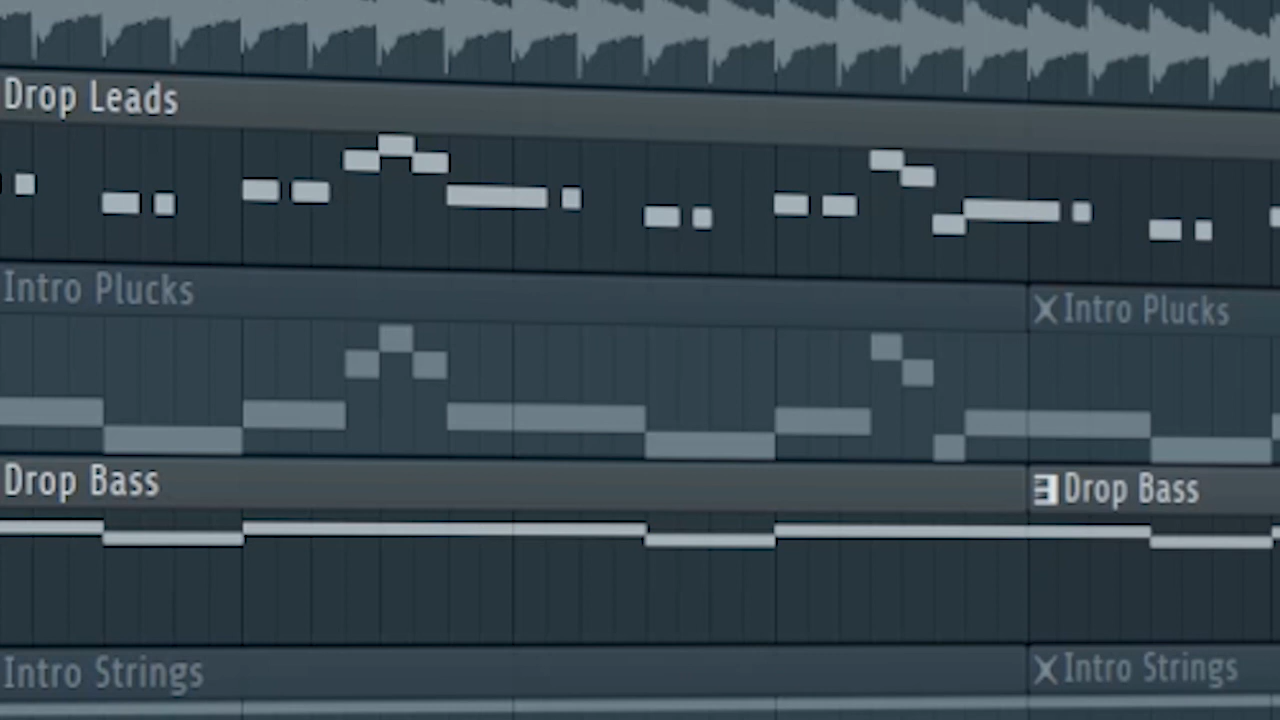 Drop Leads
Intro Plucks
Intro Plucks
Drop Bass
Drop Bass
Intro Strings
Intro Strings